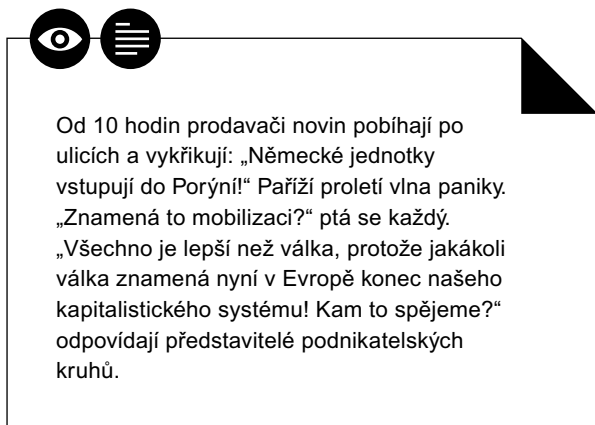 Od 10 hodin prodavači novin pobíhají po
ulicích a vykřikují: „Německé jednotky
vstupují do Porýní!“ Paříží proletí vlna paniky.
„Znamená to mobilizaci?“ ptá se každý.
„Všechno je lepší než válka, protože jakákoli
válka znamená nyní v Evropě konec našeho
kapitalistického systému! Kam to spějeme?“
odpovídají představitelé podnikatelských
kruhů.